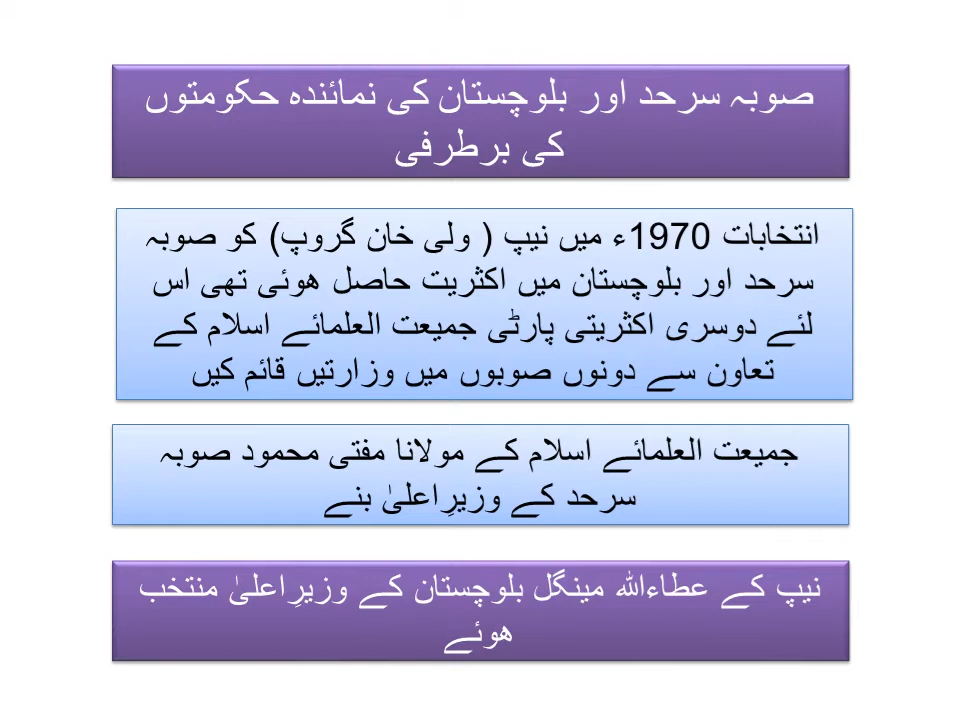 صوبہ سرحد اور بلوچستان کی نمائندہ حکومتوں
کی برطرفی
انتخابات 1970ء میں نیپ ( ولی خان گروپ) کو صوبہ
سرحد اور بلوچستان میں اکثریت حاصل ھوئی تھی اس
لئے دوسری اکثریتی پارٹی جمیعت العلمائے اسلام کے
تعاون سے دونوں صوبوں میں وزارتیں قائم کیں
جمیعت العلمائے اسلام کے مولانا مفتی محمود صوبہ
سرحد کے وزیرِاعلیٰ بنے
نیپ کے عطاءاللہ مینگل بلوچستان کے وزیرِاعلیٰ منتخب
ھوئے